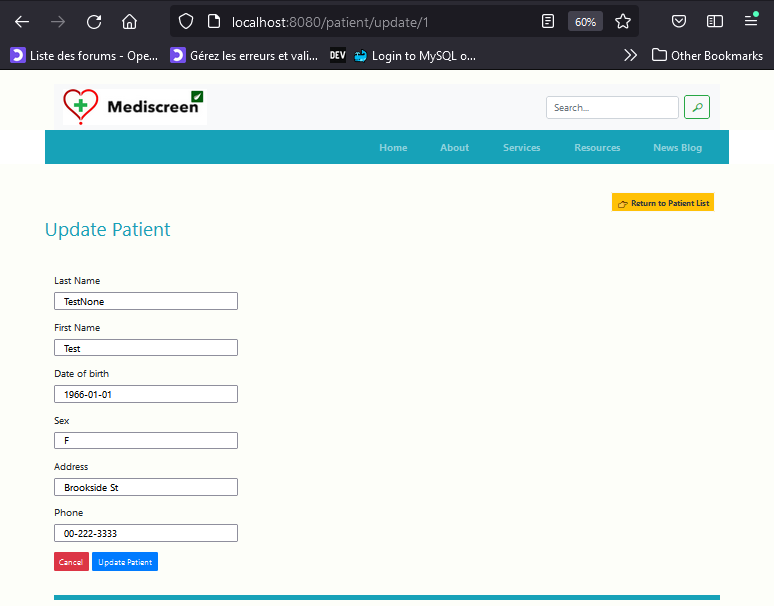 localhost:8080/patient/update/1
60%
Liste des forums - Ope...
Gérez les erreurs et vali...
DEV
Login to MySQL o...
Other Bookmarks
Mediscreen
Search...
Home About Services Resources News Blog
Return to Patient List
Update Patient
Last Name
TestNone
First Name
Test
Date of birth
1966-01-01
Sex
F
Address
Brookside St
Phone
00-222-3333
Cancel Update Patient